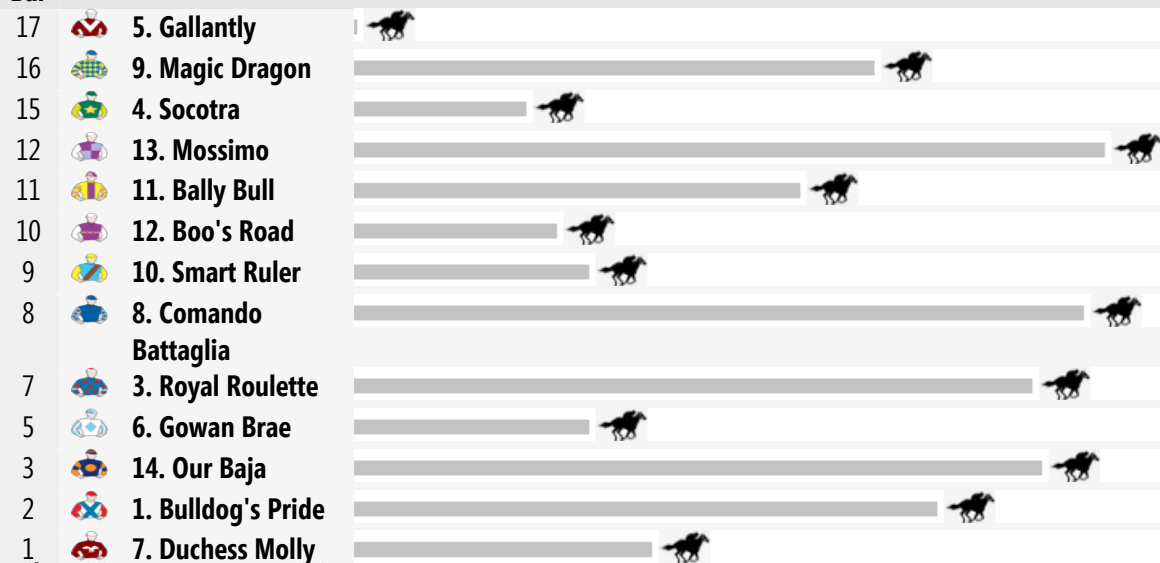 17 5. Gallantly
16 9. Magic Dragon
15 4. Socotra
12 13. Mossimo
11 11. Bally Bull
10 12. Boo's Road
9 10. Smart Ruler
8 8. Comando
Battaglia
7 3. Royal Roulette
5 6. Gowan Brae
3 14. Our Baja
2 1. Bulldog's Pride
1 7. Duchess Molly